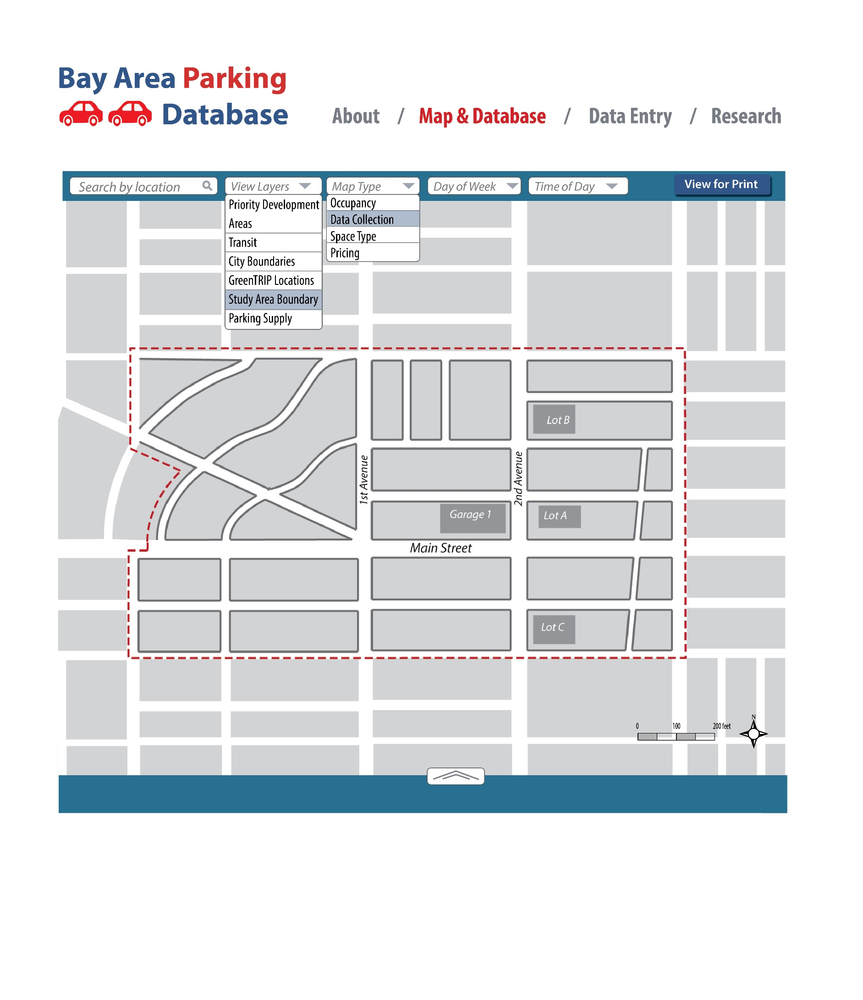 Bay Area Parking
Database
About / Map & Database / Data Entry / Research
Search by location
View Layers
Map Type
Day of Week
Time of Day
View for Print
Priority Development
Areas
Transit
City Boundaries
GreenTRIP Locations
Study Area Boundary
Parking Supply
Occupancy
Data Collection
Space Type
Pricing
Lot B
1st Avenue
2nd Avenue
Garage 1
Lot A
Main Street
Lot C
0 100 200 feet
N